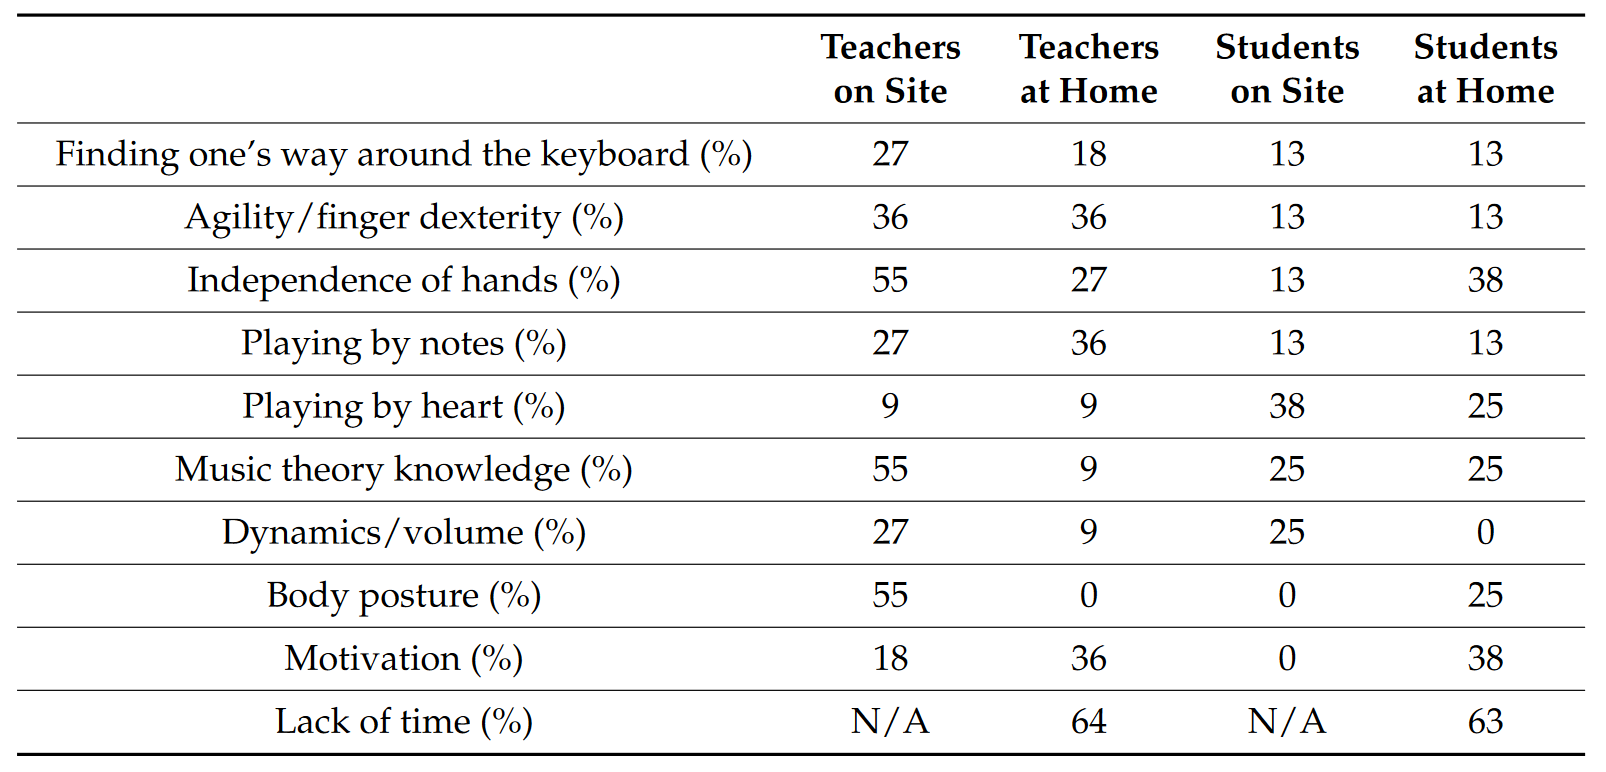 Teachers Teachers Students Students
on Site at Home on Site at Home
Finding one's way around the keyboard (%) 27 18 13 13
Agility/finger dexterity (%) 36 36 13 13
Independence of hands (%) 55 27 13 38
Playing by notes (%) 27 36 13 13
Playing by heart (%) 9 9 38 25
Music theory knowledge (%) 55 9 25 25
Dynamics/volume (%) 27 9 25 0
Body posture (%) 55 0 0 25
Motivation (%) 18 36 0 38
Lack of time (%) N/A 64 N/A 63